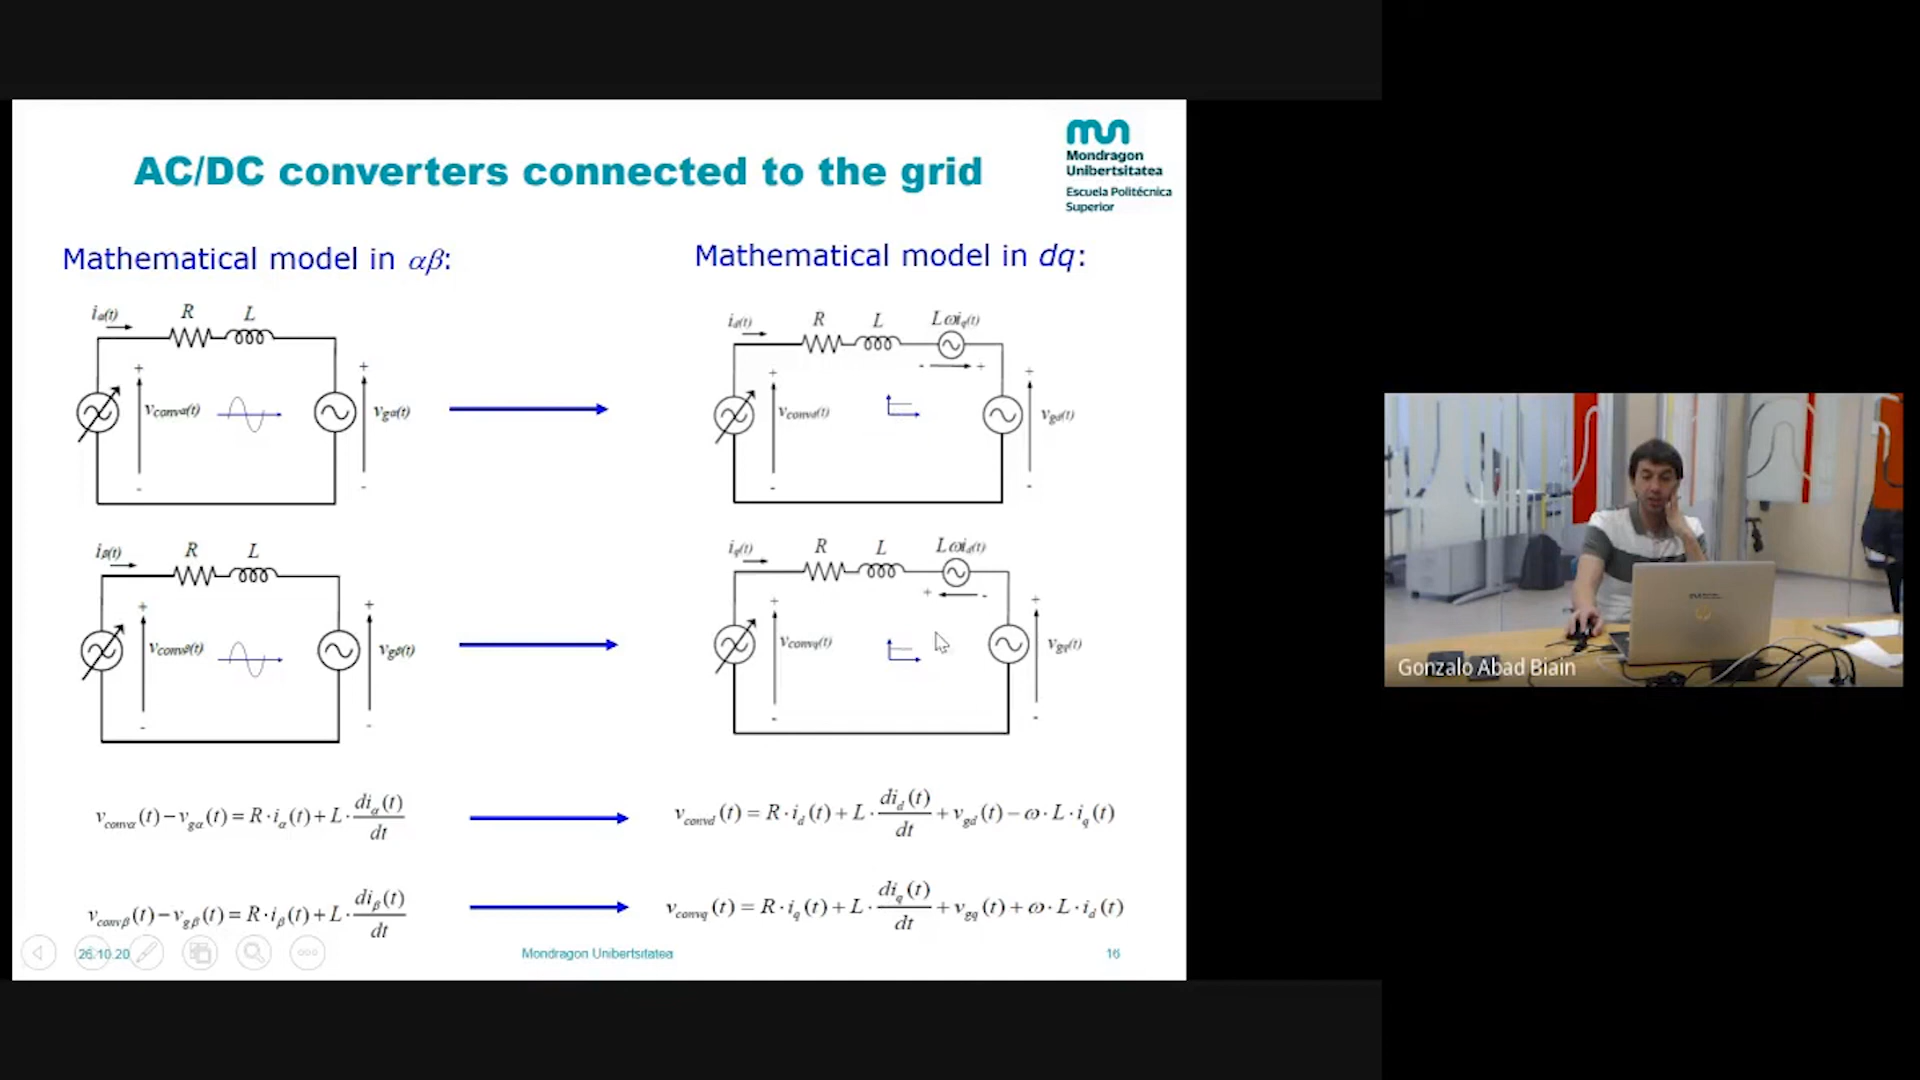 AC/DC converters connected to the grid
Mondragon
Unibertsitatea
Escuela Politécnica
Superior
Mathematical model in αβ:
Mathematical model in dq:
iα(t) R L
+ +
vconvα(t) vgα(t)
- -
id(t) R L Lωiq(t)
- +
+ +
vconvd(t) vgd(t)
- -
iβ(t) R L
+ +
vconvβ(t) vgβ(t)
- -
iq(t) R L Lωid(t)
+ -
+ +
vconvq(t) vgq(t)
- -
vconvα(t)−vgα(t)=R·iα(t)+L·diα(t)/dt
vconvd(t)=R·id(t)+L·did(t)/dt+vgd(t)−ω·L·iq(t)
vconvβ(t)−vgβ(t)=R·iβ(t)+L·diβ(t)/dt
vconvq(t)=R·iq(t)+L·diq(t)/dt+vgq(t)+ω·L·id(t)
26.10.20
Mondragon Unibertsitatea
16
Gonzalo Abad Biain